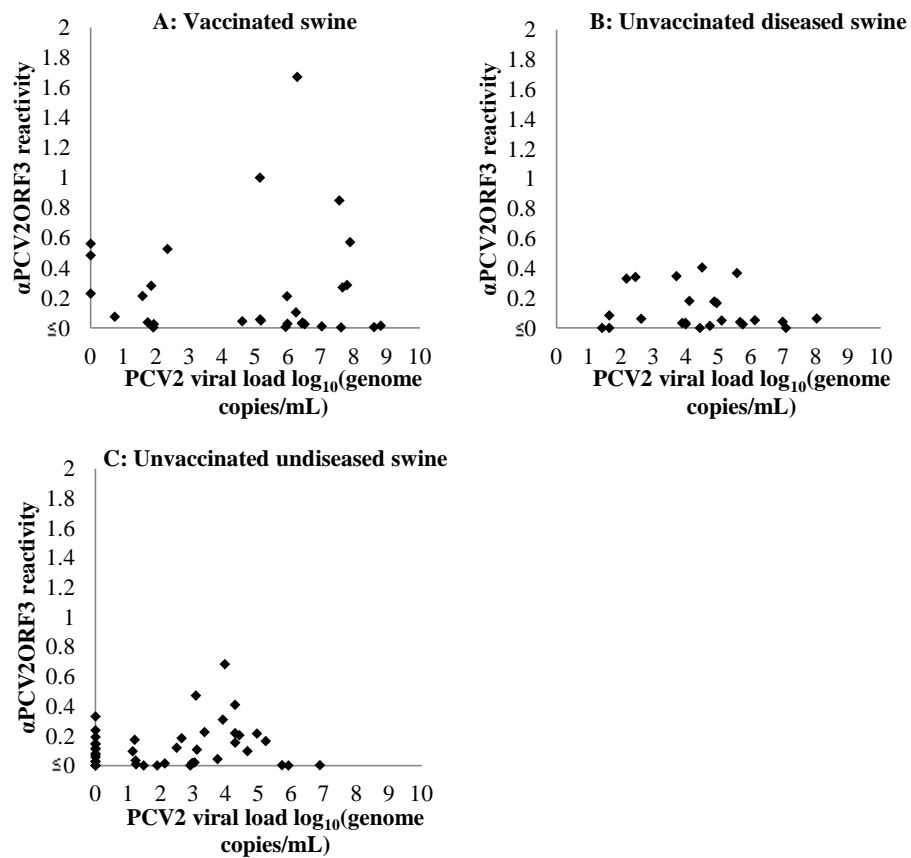 A: Vaccinated swine
2
1.8
1.6
1.4
1.2
1
0.8
0.6
0.4
0.2
≤0
αPCV2ORF3 reactivity
0 1 2 3 4 5 6 7 8 9 10
PCV2 viral load log₁₀(genome
copies/mL)
B: Unvaccinated diseased swine
2
1.8
1.6
1.4
1.2
1
0.8
0.6
0.4
0.2
≤0
αPCV2ORF3 reactivity
0 1 2 3 4 5 6 7 8 9 10
PCV2 viral load log₁₀(genome
copies/mL)
C: Unvaccinated undiseased swine
2
1.8
1.6
1.4
1.2
1
0.8
0.6
0.4
0.2
≤0
αPCV2ORF3 reactivity
0 1 2 3 4 5 6 7 8 9 10
PCV2 viral load log₁₀(genome
copies/mL)